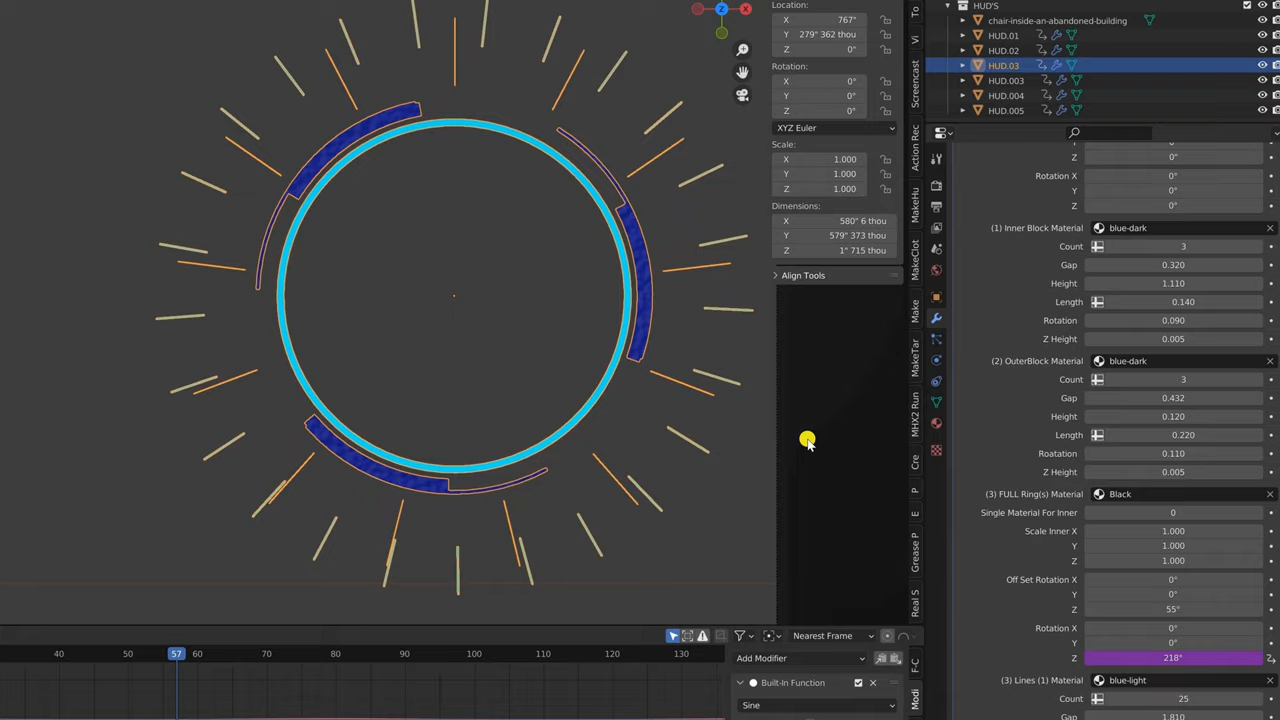 Location:
X 767"
Y 279" 362 thou
Z 0"
Rotation:
X 0°
Y 0°
Z 0°
XYZ Euler
Scale:
X 1.000
Y 1.000
Z 1.000
Dimensions:
X 580" 6 thou
Y 579" 373 thou
Z 1" 715 thou
Align Tools
To
Vi
Screencast
Action Rec
MakeHu
MakeClot
Make
MakeTar
MHX2 Run
Cre
P
E
Grease P
Real S
F-C
Modi
HUD'S
chair-inside-an-abandoned-building
HUD.01
HUD.02
HUD.03
HUD.003
HUD.004
HUD.005
Z 0"
Rotation X 0°
Y 0°
Z 0°
(1) Inner Block Material blue-dark
Count 3
Gap 0.320
Height 1.110
Length 0.140
Rotation 0.090
Z Height 0.005
(2) OuterBlock Material blue-dark
Count 3
Gap 0.432
Height 0.120
Length 0.220
Roatation 0.110
Z Height 0.005
(3) FULL Ring(s) Material Black
Single Material For Inner 0
Scale Inner X 1.000
Y 1.000
Z 1.000
Off Set Rotation X 0°
Y 0°
Z 55°
Rotation X 0°
Y 0°
Z 218°
(3) Lines (1) Material blue-light
Count 25
Gap 1.810
Nearest Frame
40 50 57 60 70 80 90 100 110 120 130
Add Modifier
Built-In Function
Sine
Z
X